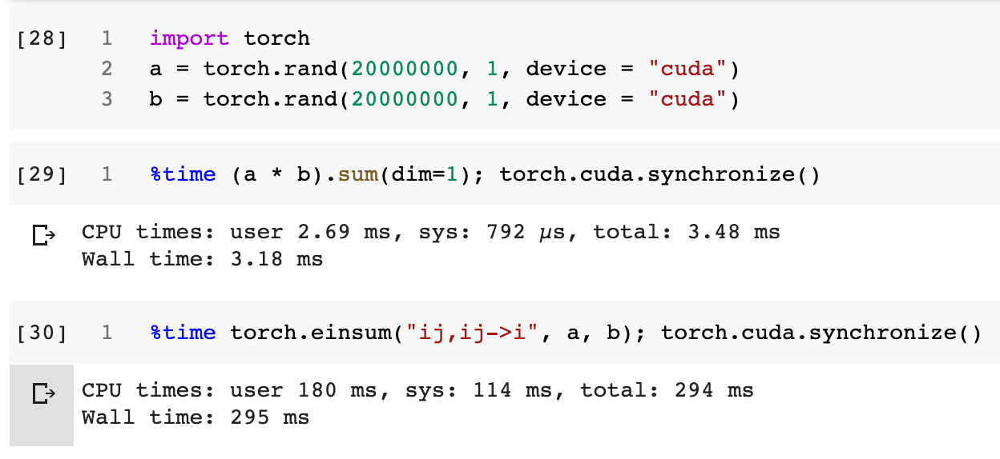 [28] 1 import torch
2 a = torch.rand(20000000, 1, device = "cuda")
3 b = torch.rand(20000000, 1, device = "cuda")
[29] 1 %time (a * b).sum(dim=1); torch.cuda.synchronize()
CPU times: user 2.69 ms, sys: 792 µs, total: 3.48 ms
Wall time: 3.18 ms
[30] 1 %time torch.einsum("ij,ij->i", a, b); torch.cuda.synchronize()
CPU times: user 180 ms, sys: 114 ms, total: 294 ms
Wall time: 295 ms